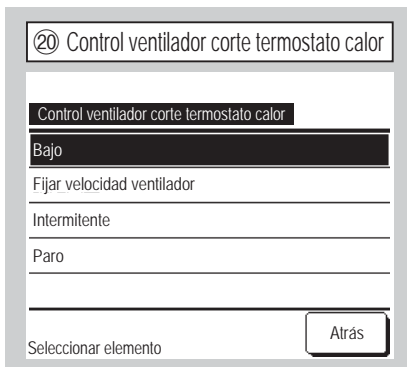 ⑳ Control ventilador corte termostato calor
Control ventilador corte termostato calor
Bajo
Fijar velocidad ventilador
Intermitente
Paro
Atrás
Seleccionar elemento